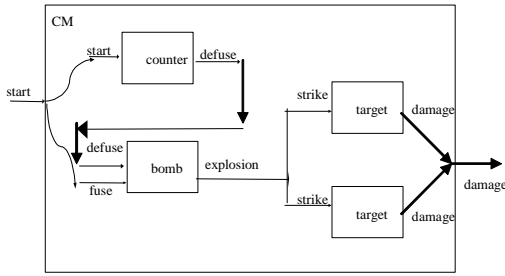 CM
start
counter
defuse
start
strike
target
damage
defuse
bomb
explosion
fuse
strike
target
damage
damage